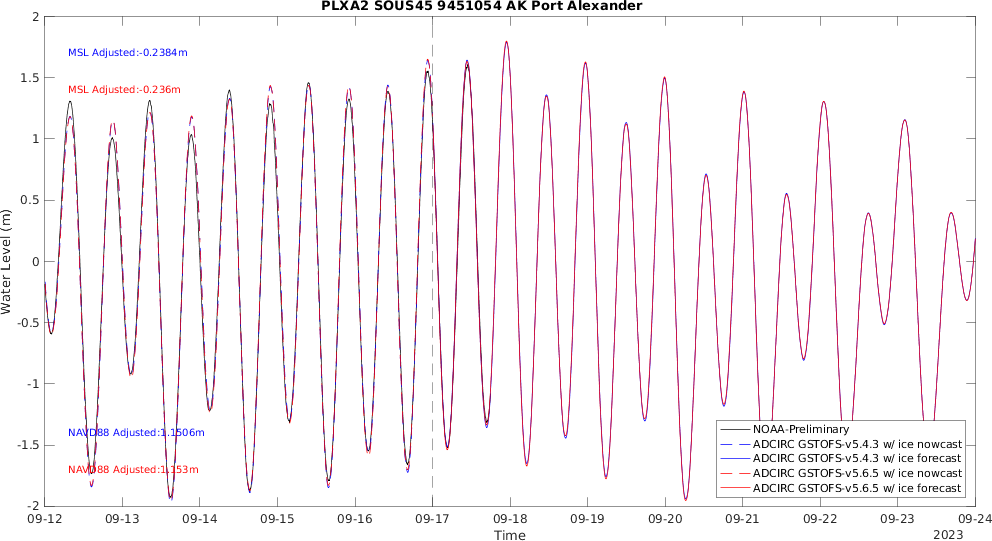 PLXA2 SOUS45 9451054 AK Port Alexander
MSL Adjusted:-0.2384m
MSL Adjusted:-0.236m
NAVD88 Adjusted:1.1506m
NAVD88 Adjusted:1.153m
Water Level (m)
2
1.5
1
0.5
0
-0.5
-1
-1.5
-2
NOAA-Preliminary
ADCIRC GSTOFS-v5.4.3 w/ ice nowcast
ADCIRC GSTOFS-v5.4.3 w/ ice forecast
ADCIRC GSTOFS-v5.6.5 w/ ice nowcast
ADCIRC GSTOFS-v5.6.5 w/ ice forecast
09-12 09-13 09-14 09-15 09-16 09-17 09-18 09-19 09-20 09-21 09-22 09-23 09-24
Time
2023